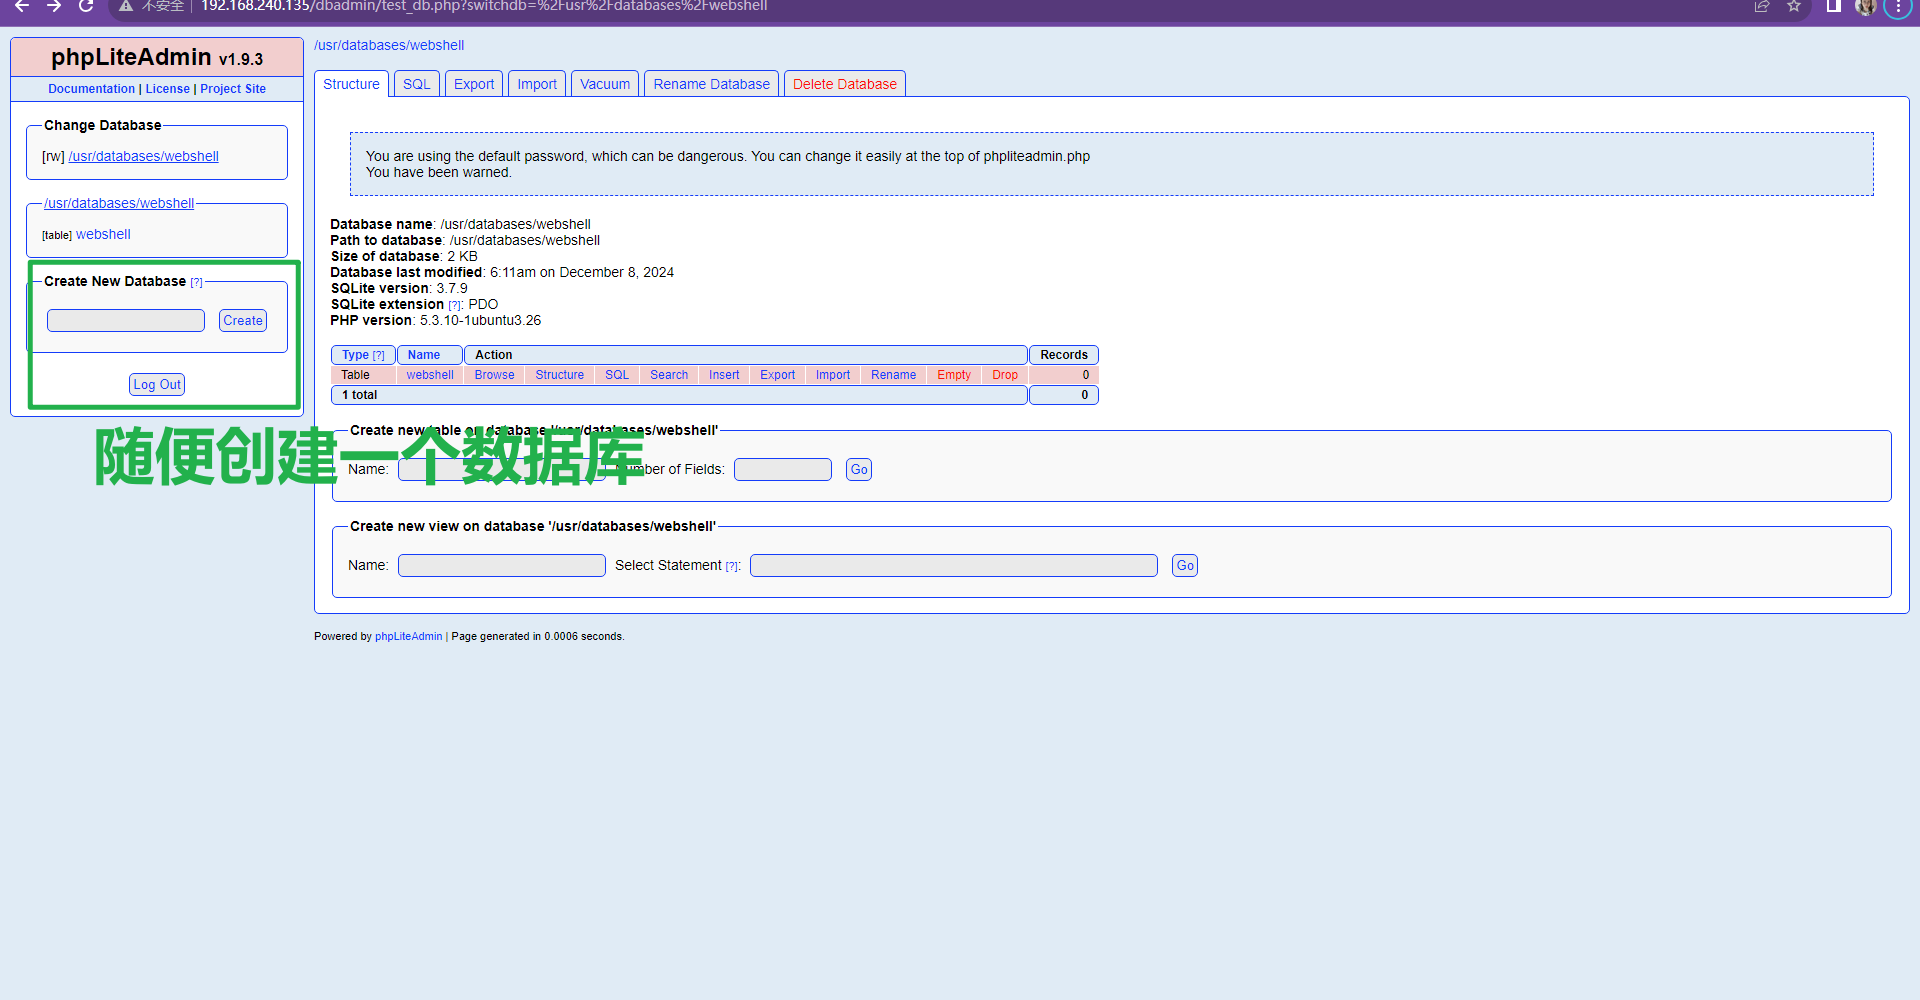 不安全 192.168.240.135/dbadmin/test_db.php?switchdb=%2Fusr%2Fdatabases%2Fwebshell
phpLiteAdmin v1.9.3
Documentation | License | Project Site
Change Database
[rw] /usr/databases/webshell
/usr/databases/webshell
[table] webshell
Create New Database [?]
Create
Log Out
/usr/databases/webshell
Structure SQL Export Import Vacuum Rename Database Delete Database
You are using the default password, which can be dangerous. You can change it easily at the top of phpliteadmin.php
You have been warned.
Database name: /usr/databases/webshell
Path to database: /usr/databases/webshell
Size of database: 2 KB
Database last modified: 6:11am on December 8, 2024
SQLite version: 3.7.9
SQLite extension [?]: PDO
PHP version: 5.3.10-1ubuntu3.26
Type [?] Name Action Records
Table webshell Browse Structure SQL Search Insert Export Import Rename Empty Drop 0
1 total 0
Create new table on database '/usr/databases/webshell'
随便创建一个数据库
Name: Number of Fields: Go
Create new view on database '/usr/databases/webshell'
Name: Select Statement [?]: Go
Powered by phpLiteAdmin | Page generated in 0.0006 seconds.